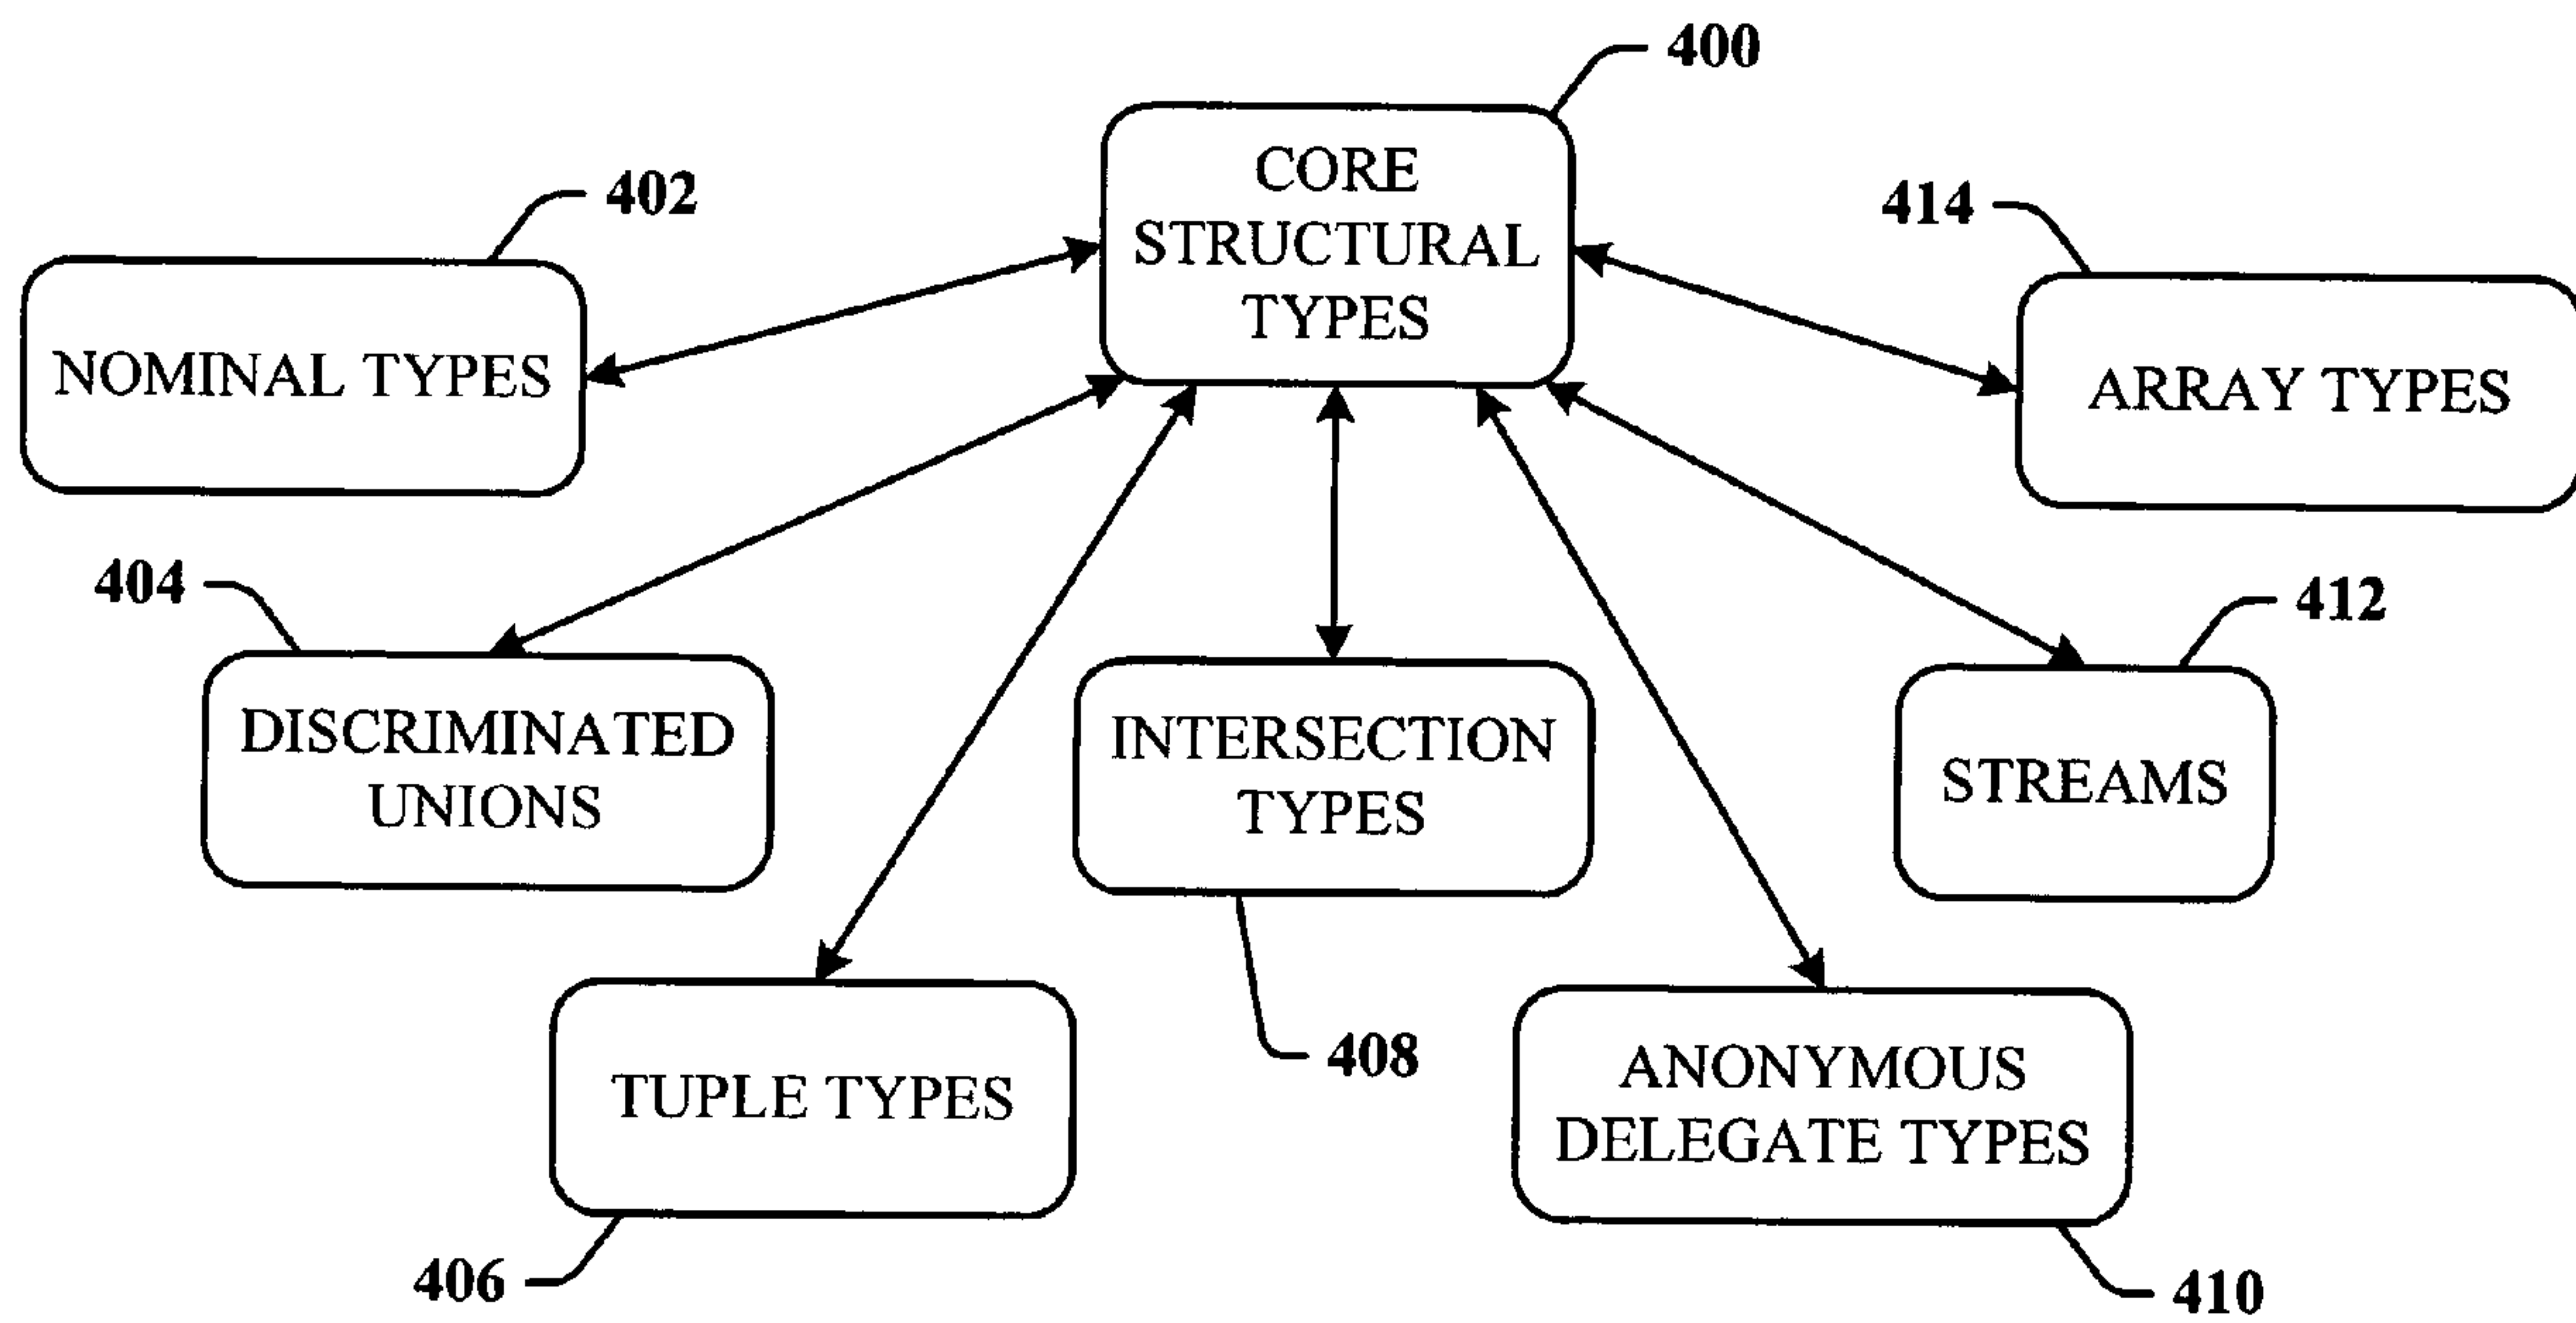 400
CORE
STRUCTURAL
TYPES
402
NOMINAL TYPES
414
ARRAY TYPES
404
DISCRIMINATED
UNIONS
INTERSECTION
TYPES
412
STREAMS
TUPLE TYPES
408
ANONYMOUS
DELEGATE TYPES
406
410